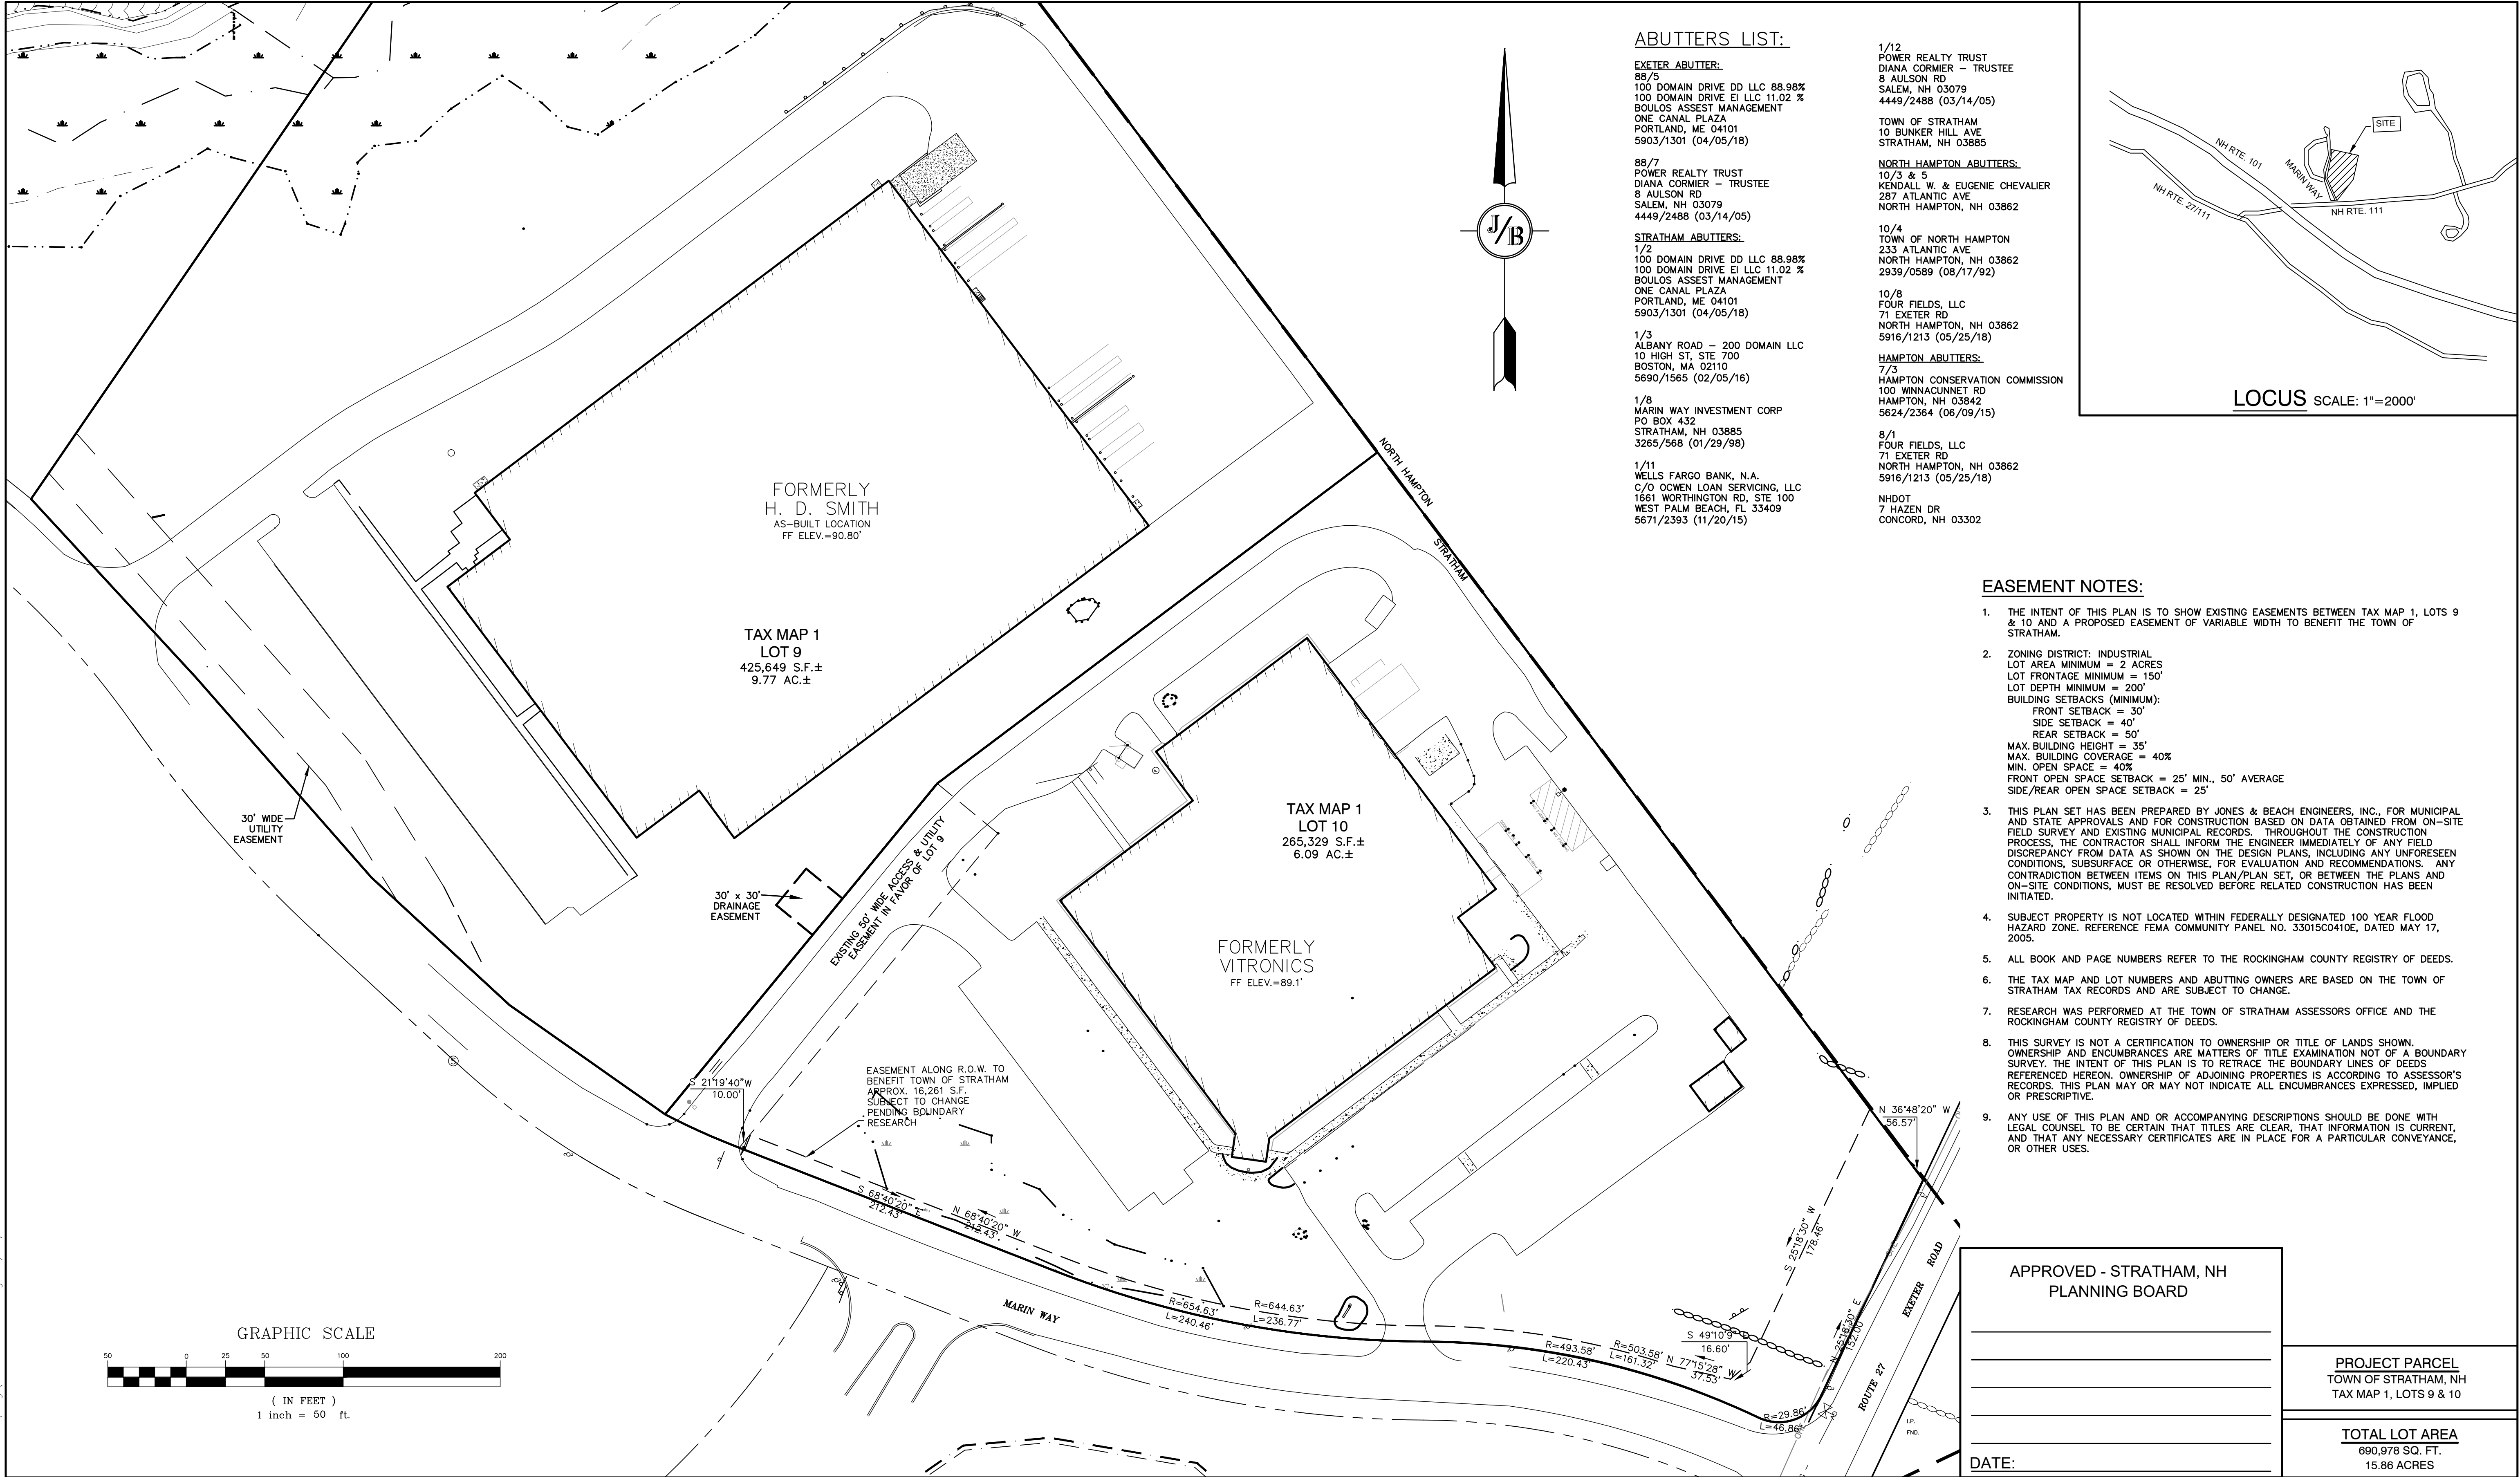 ABUTTERS LIST:
EXETER ABUTTER:
88/5
100 DOMAIN DRIVE DD LLC 88.98%
100 DOMAIN DRIVE EI LLC 11.02 %
BOULOS ASSEST MANAGEMENT
ONE CANAL PLAZA
PORTLAND, ME 04101
5903/1301 (04/05/18)
88/7
POWER REALTY TRUST
DIANA CORMIER – TRUSTEE
8 AULSON RD
SALEM, NH 03079
4449/2488 (03/14/05)
STRATHAM ABUTTERS:
1/2
100 DOMAIN DRIVE DD LLC 88.98%
100 DOMAIN DRIVE EI LLC 11.02 %
BOULOS ASSEST MANAGEMENT
ONE CANAL PLAZA
PORTLAND, ME 04101
5903/1301 (04/05/18)
1/3
ALBANY ROAD – 200 DOMAIN LLC
10 HIGH ST, STE 700
BOSTON, MA 02110
5690/1565 (02/05/16)
1/8
MARIN WAY INVESTMENT CORP
PO BOX 432
STRATHAM, NH 03885
3265/568 (01/29/98)
1/11
WELLS FARGO BANK, N.A.
C/O OCWEN LOAN SERVICING, LLC
1661 WORTHINGTON RD, STE 100
WEST PALM BEACH, FL 33409
5671/2393 (11/20/15)
1/12
POWER REALTY TRUST
DIANA CORMIER – TRUSTEE
8 AULSON RD
SALEM, NH 03079
4449/2488 (03/14/05)
TOWN OF STRATHAM
10 BUNKER HILL AVE
STRATHAM, NH 03885
NORTH HAMPTON ABUTTERS:
10/3 & 5
KENDALL W. & EUGENIE CHEVALIER
287 ATLANTIC AVE
NORTH HAMPTON, NH 03862
10/4
TOWN OF NORTH HAMPTON
233 ATLANTIC AVE
NORTH HAMPTON, NH 03862
2939/0589 (08/17/92)
10/8
FOUR FIELDS, LLC
71 EXETER RD
NORTH HAMPTON, NH 03862
5916/1213 (05/25/18)
HAMPTON ABUTTERS:
7/3
HAMPTON CONSERVATION COMMISSION
100 WINNACUNNET RD
HAMPTON, NH 03842
5624/2364 (06/09/15)
8/1
FOUR FIELDS, LLC
71 EXETER RD
NORTH HAMPTON, NH 03862
5916/1213 (05/25/18)
NHDOT
7 HAZEN DR
CONCORD, NH 03302
J/B
SITE
NH RTE. 101
MARIN WAY
NH RTE. 27/111
NH RTE. 111
LOCUS SCALE: 1"=2000'
EASEMENT NOTES:
1. THE INTENT OF THIS PLAN IS TO SHOW EXISTING EASEMENTS BETWEEN TAX MAP 1, LOTS 9
& 10 AND A PROPOSED EASEMENT OF VARIABLE WIDTH TO BENEFIT THE TOWN OF
STRATHAM.
2. ZONING DISTRICT: INDUSTRIAL
LOT AREA MINIMUM = 2 ACRES
LOT FRONTAGE MINIMUM = 150'
LOT DEPTH MINIMUM = 200'
BUILDING SETBACKS (MINIMUM):
FRONT SETBACK = 30'
SIDE SETBACK = 40'
REAR SETBACK = 50'
MAX. BUILDING HEIGHT = 35'
MAX. BUILDING COVERAGE = 40%
MIN. OPEN SPACE = 40%
FRONT OPEN SPACE SETBACK = 25' MIN., 50' AVERAGE
SIDE/REAR OPEN SPACE SETBACK = 25'
3. THIS PLAN SET HAS BEEN PREPARED BY JONES & BEACH ENGINEERS, INC., FOR MUNICIPAL
AND STATE APPROVALS AND FOR CONSTRUCTION BASED ON DATA OBTAINED FROM ON-SITE
FIELD SURVEY AND EXISTING MUNICIPAL RECORDS. THROUGHOUT THE CONSTRUCTION
PROCESS, THE CONTRACTOR SHALL INFORM THE ENGINEER IMMEDIATELY OF ANY FIELD
DISCREPANCY FROM DATA AS SHOWN ON THE DESIGN PLANS, INCLUDING ANY UNFORESEEN
CONDITIONS, SUBSURFACE OR OTHERWISE, FOR EVALUATION AND RECOMMENDATIONS. ANY
CONTRADICTION BETWEEN ITEMS ON THIS PLAN/PLAN SET, OR BETWEEN THE PLANS AND
ON-SITE CONDITIONS, MUST BE RESOLVED BEFORE RELATED CONSTRUCTION HAS BEEN
INITIATED.
4. SUBJECT PROPERTY IS NOT LOCATED WITHIN FEDERALLY DESIGNATED 100 YEAR FLOOD
HAZARD ZONE. REFERENCE FEMA COMMUNITY PANEL NO. 33015C0410E, DATED MAY 17,
2005.
5. ALL BOOK AND PAGE NUMBERS REFER TO THE ROCKINGHAM COUNTY REGISTRY OF DEEDS.
6. THE TAX MAP AND LOT NUMBERS AND ABUTTING OWNERS ARE BASED ON THE TOWN OF
STRATHAM TAX RECORDS AND ARE SUBJECT TO CHANGE.
7. RESEARCH WAS PERFORMED AT THE TOWN OF STRATHAM ASSESSORS OFFICE AND THE
ROCKINGHAM COUNTY REGISTRY OF DEEDS.
8. THIS SURVEY IS NOT A CERTIFICATION TO OWNERSHIP OR TITLE OF LANDS SHOWN.
OWNERSHIP AND ENCUMBRANCES ARE MATTERS OF TITLE EXAMINATION NOT OF A BOUNDARY
SURVEY. THE INTENT OF THIS PLAN IS TO RETRACE THE BOUNDARY LINES OF DEEDS
REFERENCED HEREON. OWNERSHIP OF ADJOINING PROPERTIES IS ACCORDING TO ASSESSOR'S
RECORDS. THIS PLAN MAY OR MAY NOT INDICATE ALL ENCUMBRANCES EXPRESSED, IMPLIED
OR PRESCRIPTIVE.
9. ANY USE OF THIS PLAN AND OR ACCOMPANYING DESCRIPTIONS SHOULD BE DONE WITH
LEGAL COUNSEL TO BE CERTAIN THAT TITLES ARE CLEAR, THAT INFORMATION IS CURRENT,
AND THAT ANY NECESSARY CERTIFICATES ARE IN PLACE FOR A PARTICULAR CONVEYANCE,
OR OTHER USES.
NORTH HAMPTON
STRATHAM
FORMERLY
H. D. SMITH
AS-BUILT LOCATION
FF ELEV.=90.80'
TAX MAP 1
LOT 9
425,649 S.F.±
9.77 AC.±
30' WIDE
UTILITY
EASEMENT
30' x 30'
DRAINAGE
EASEMENT
EXISTING 50' WIDE ACCESS & UTILITY
EASEMENT IN FAVOR OF LOT 9
TAX MAP 1
LOT 10
265,329 S.F.±
6.09 AC.±
FORMERLY
VITRONICS
FF ELEV.=89.1'
EASEMENT ALONG R.O.W. TO
BENEFIT TOWN OF STRATHAM
APPROX. 16,261 S.F.
SUBJECT TO CHANGE
PENDING BOUNDARY
RESEARCH
S 21°19'40"W
10.00'
S 68°40'20" E
212.43'
N 68°40'20" W
212.43'
R=654.63'
L=240.46'
R=644.63'
L=236.77'
R=493.58'
L=220.43'
R=503.58'
L=161.32'
N 77°15'28" W
37.53'
S 49°10'9"
16.60'
S 25°18'30" W
178.46'
N 36°48'20" W
56.57'
N 25°18'30" E
152.00'
R=29.86'
L=46.86'
MARIN WAY
ROUTE 27
EXETER ROAD
I.P.
FND.
GRAPHIC SCALE
50 0 25 50 100 200
( IN FEET )
1 inch = 50 ft.
APPROVED - STRATHAM, NH
PLANNING BOARD
DATE:
PROJECT PARCEL
TOWN OF STRATHAM, NH
TAX MAP 1, LOTS 9 & 10
TOTAL LOT AREA
690,978 SQ. FT.
15.86 ACRES